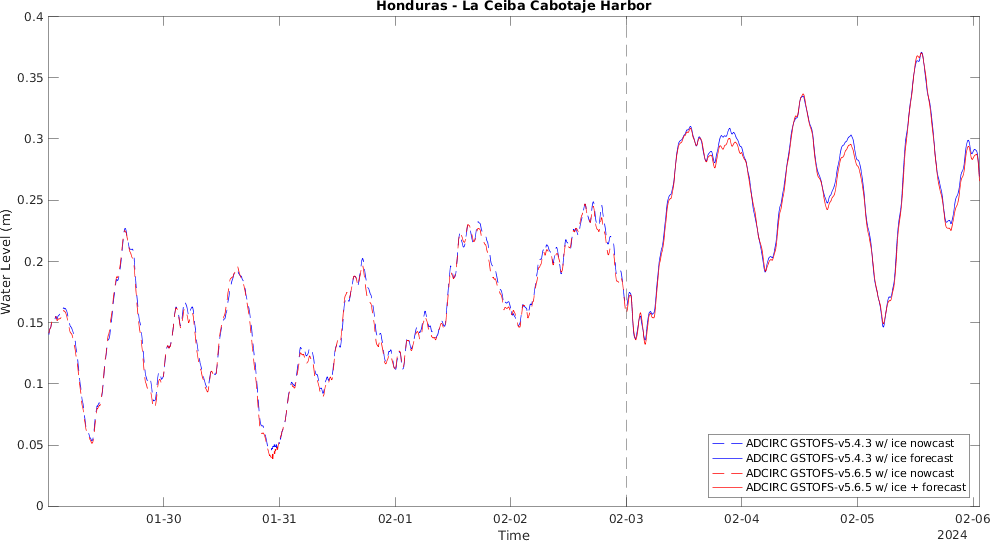 Honduras - La Ceiba Cabotaje Harbor
0.4
0.35
0.3
0.25
0.2
0.15
0.1
0.05
0
Water Level (m)
01-30 01-31 02-01 02-02 02-03 02-04 02-05 02-06
Time
2024
ADCIRC GSTOFS-v5.4.3 w/ ice nowcast
ADCIRC GSTOFS-v5.4.3 w/ ice forecast
ADCIRC GSTOFS-v5.6.5 w/ ice nowcast
ADCIRC GSTOFS-v5.6.5 w/ ice + forecast